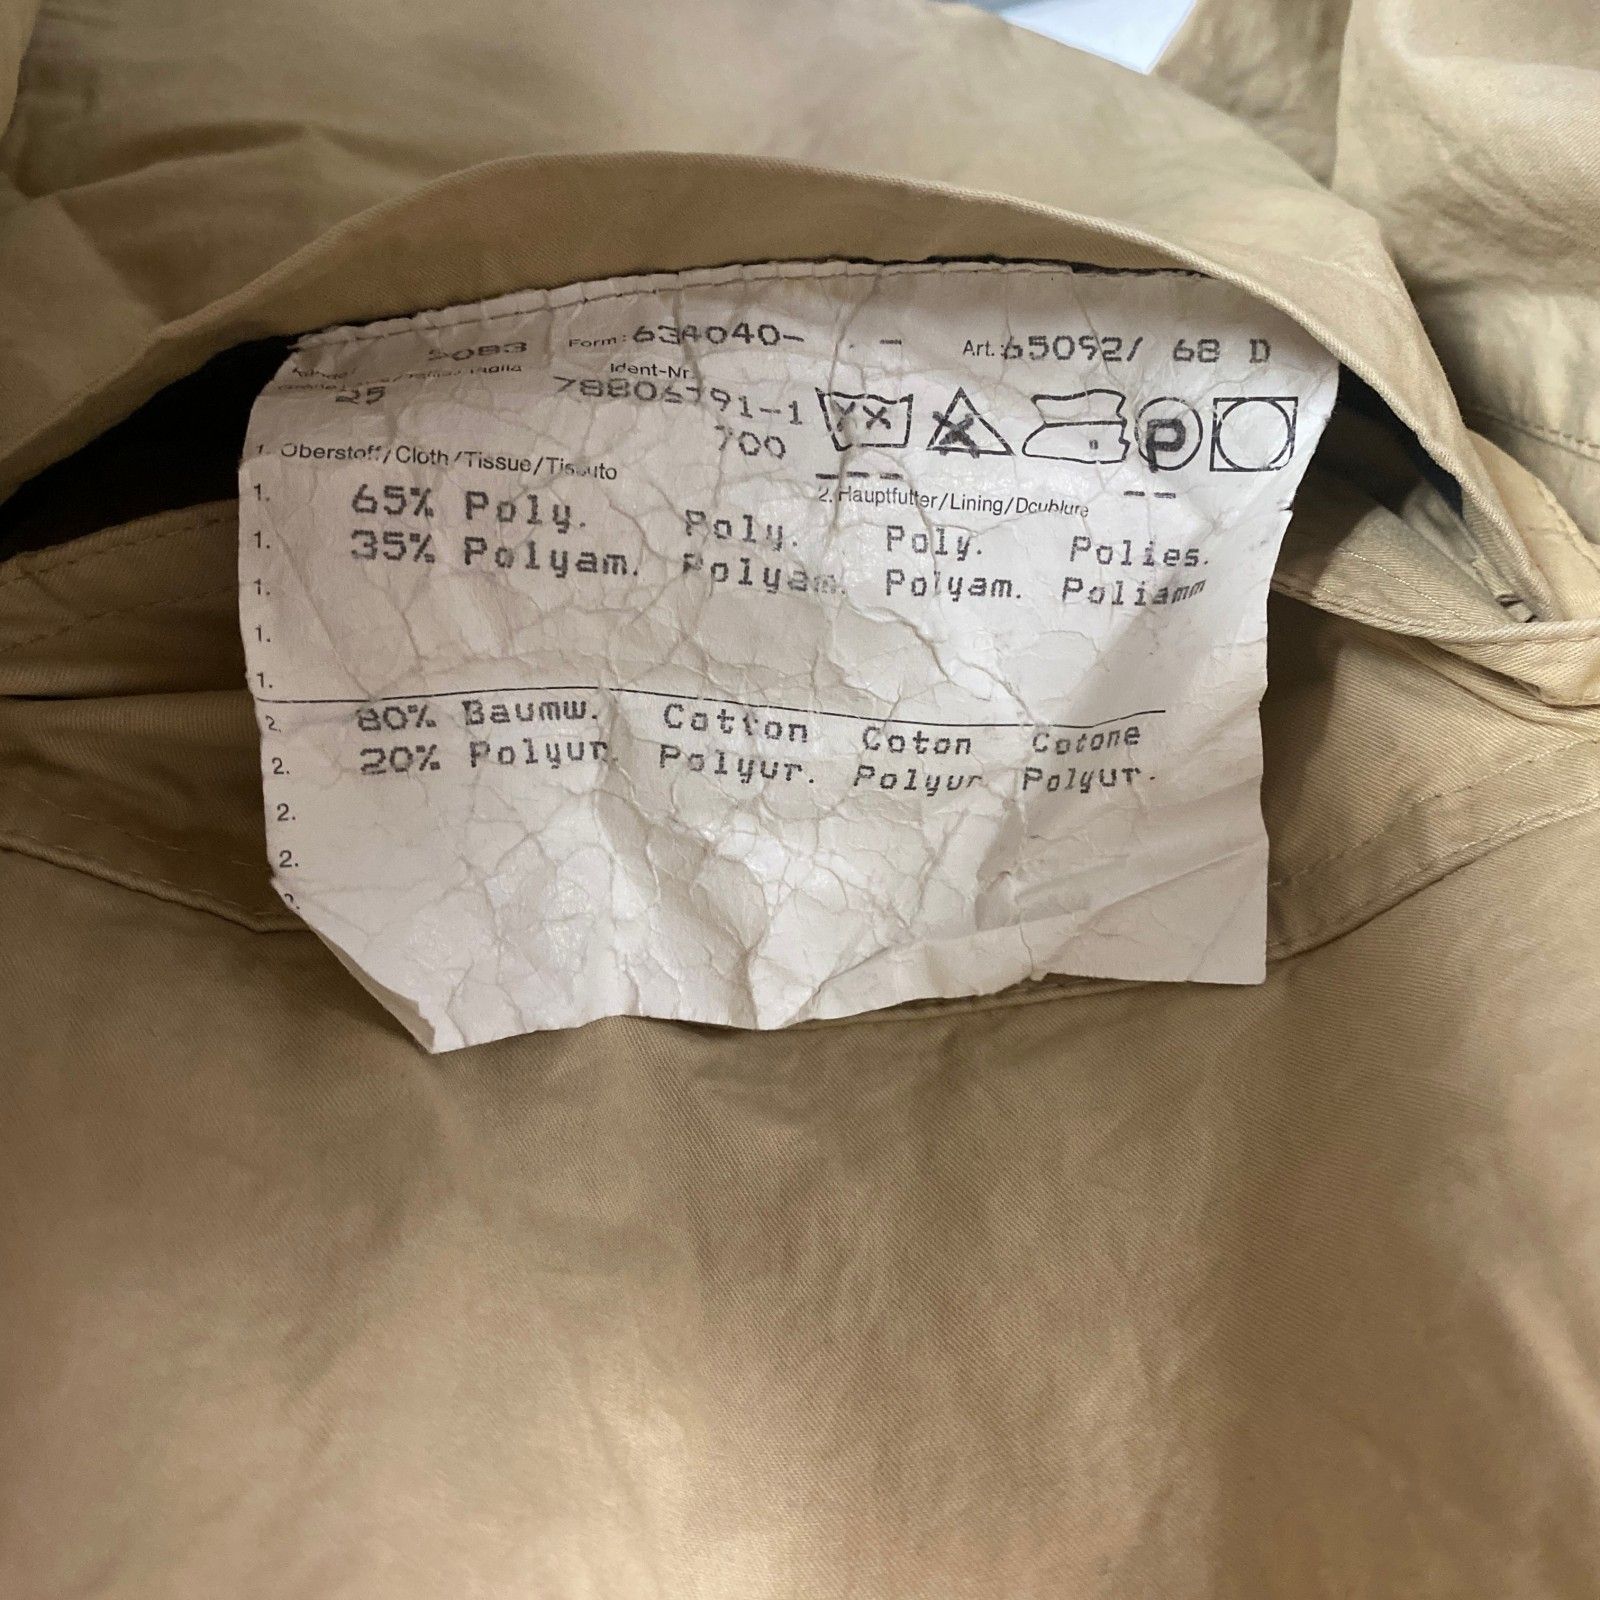 5083 Form: 634040- . - Art. 65092/ 68 D
Ident-Nr.
25 78806791-1
700 P
1. Oberstoff/Cloth/Tissue/Tissuto
2. Hauptfutter/Lining/Doublure
1. 65% Poly. Poly. Poly. Polies.
1. 35% Polyam. Polyam. Polyam. Poliamm
1.
1.
1.
2. 80% Baumw. Cotton Coton Cotone
2. 20% Polyur. Polyur. Polyur Polyur.
2.
2.
2.